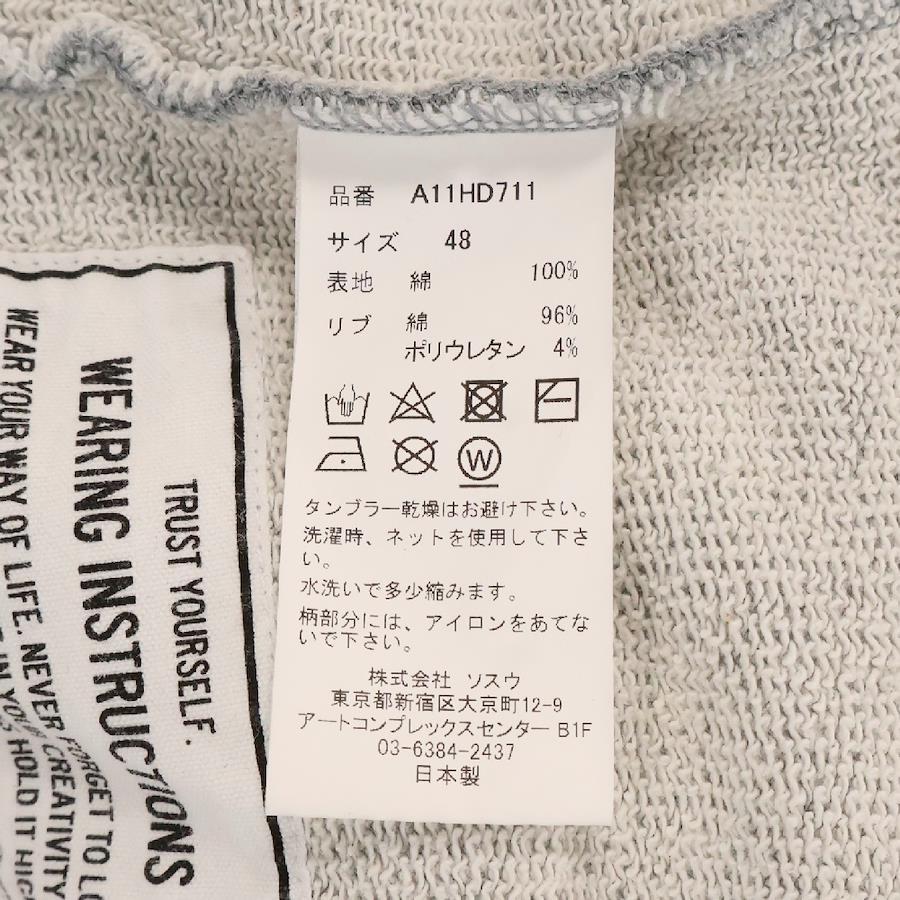 品番 A11HD711
サイズ 48
表地 綿 100%
リブ 綿 96%
ポリウレタン 4%
W
タンブラー乾燥はお避け下さい。
洗濯時、ネットを使用して下さ
い。
水洗いで多少縮みます。
柄部分には、アイロンをあてな
いで下さい。
株式会社 ソスウ
東京都新宿区大京町12-9
アートコンプレックスセンター B1F
03-6384-2437
日本製
TRUST YOURSELF.
WEARING INSTRUCTIONS
WEAR YOUR WAY OF LIFE. NEVER FORGET TO
CREATIVITY
HOLD IT